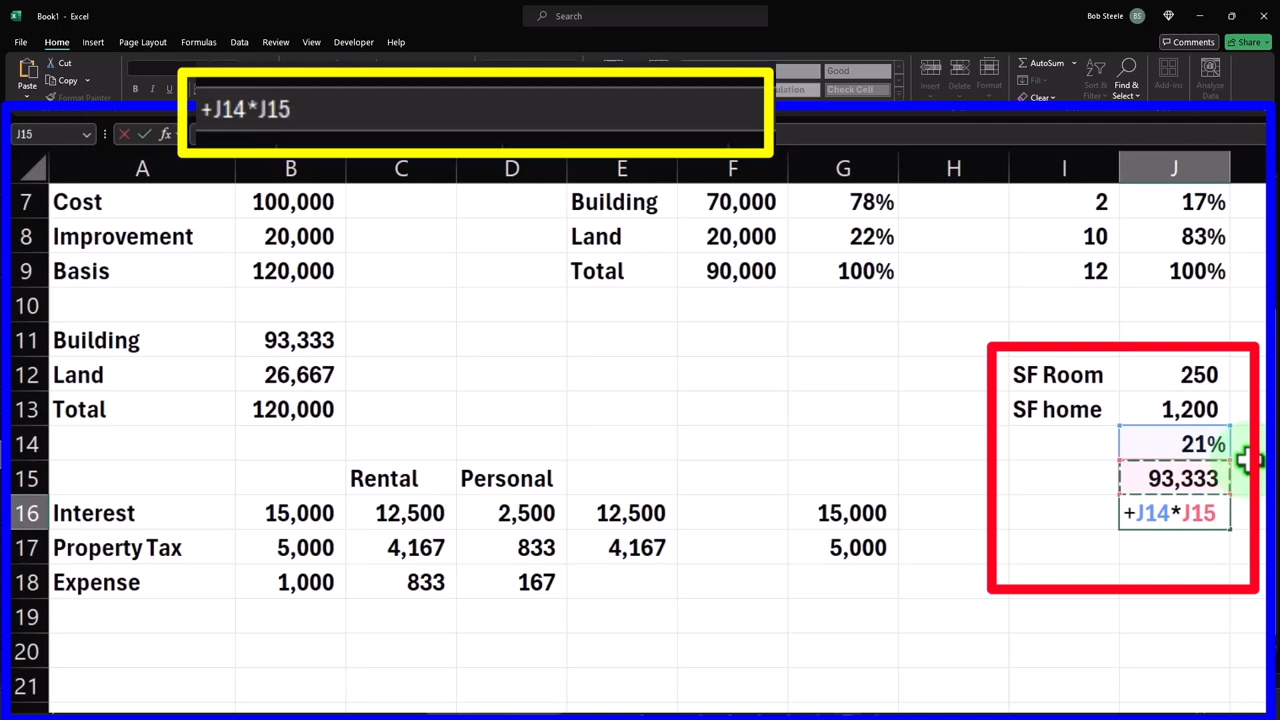 Book1 - Excel
Search
Bob Steele BS
File Home Insert Page Layout Formulas Data Review View Developer Help Comments Share
Cut
Copy
Format Painter
Paste
B I U
Good
Check Cell
Insert Delete Format
AutoSum
Fill
Clear
Sort & Filter
Find & Select
Add-ins
Analyze Data
+J14*J15
J15 fx
A B C D E F G H I J
7 Cost 100,000 Building 70,000 78% 2 17%
8 Improvement 20,000 Land 20,000 22% 10 83%
9 Basis 120,000 Total 90,000 100% 12 100%
10
11 Building 93,333
12 Land 26,667 SF Room 250
13 Total 120,000 SF home 1,200
14 21%
15 Rental Personal 93,333
16 Interest 15,000 12,500 2,500 12,500 15,000 +J14*J15
17 Property Tax 5,000 4,167 833 4,167 5,000
18 Expense 1,000 833 167
19
20
21